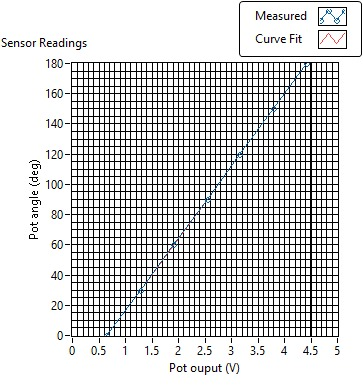 Measured
Curve Fit
Sensor Readings
180
160
140
120
100
80
60
40
20
0
Pot angle (deg)
0 0.5 1 1.5 2 2.5 3 3.5 4 4.5 5
Pot ouput (V)